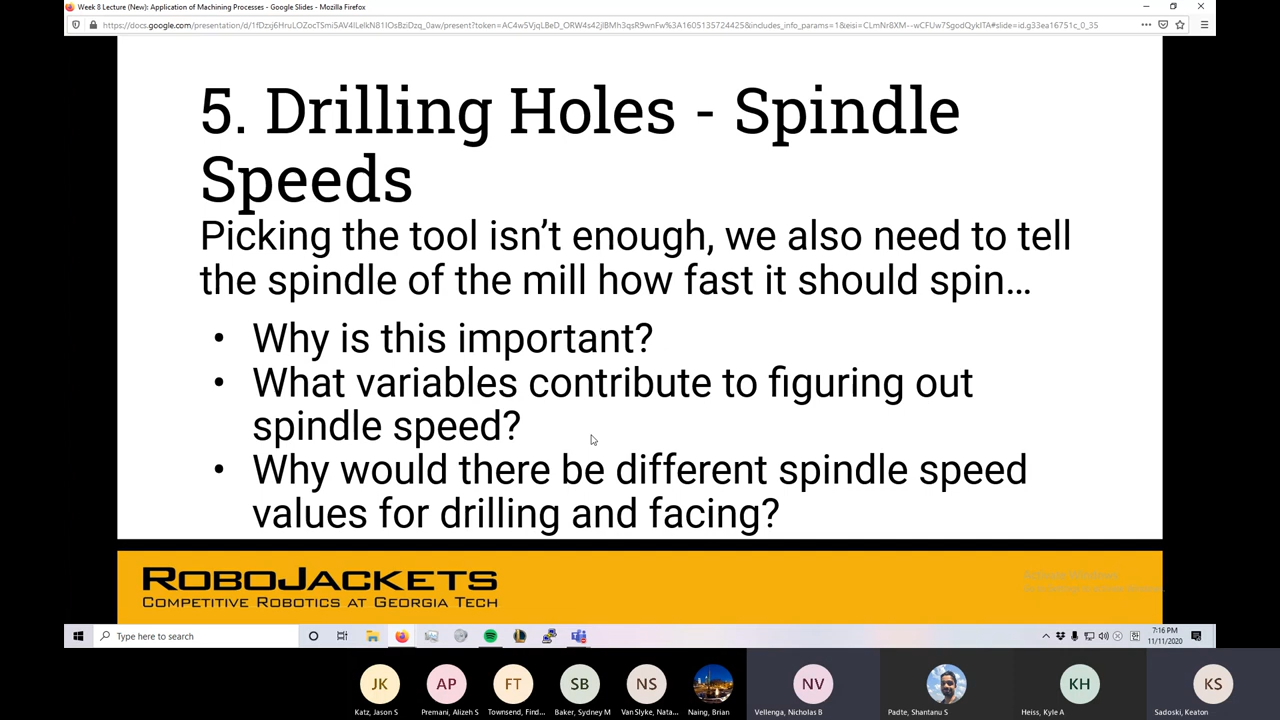 Week 8 Lecture (New): Application of Machining Processes - Google Slides - Mozilla Firefox
5. Drilling Holes - Spindle
Speeds
Picking the tool isn't enough, we also need to tell
the spindle of the mill how fast it should spin...
• Why is this important?
• What variables contribute to figuring out
spindle speed?
• Why would there be different spindle speed
values for drilling and facing?
ROBOJACKETS
COMPETITIVE ROBOTICS AT GEORGIA TECH
Type here to search
7:16 PM
11/11/2020
JK AP FT SB NS NV KH KS
Katz, Jason S Premani, Alizeh S Townsend, Find... Baker, Sydney M Van Slyke, Nata... Naing, Brian Vellenga, Nicholas B Padte, Shantanu S Heiss, Kyle A Sadoski, Keaton